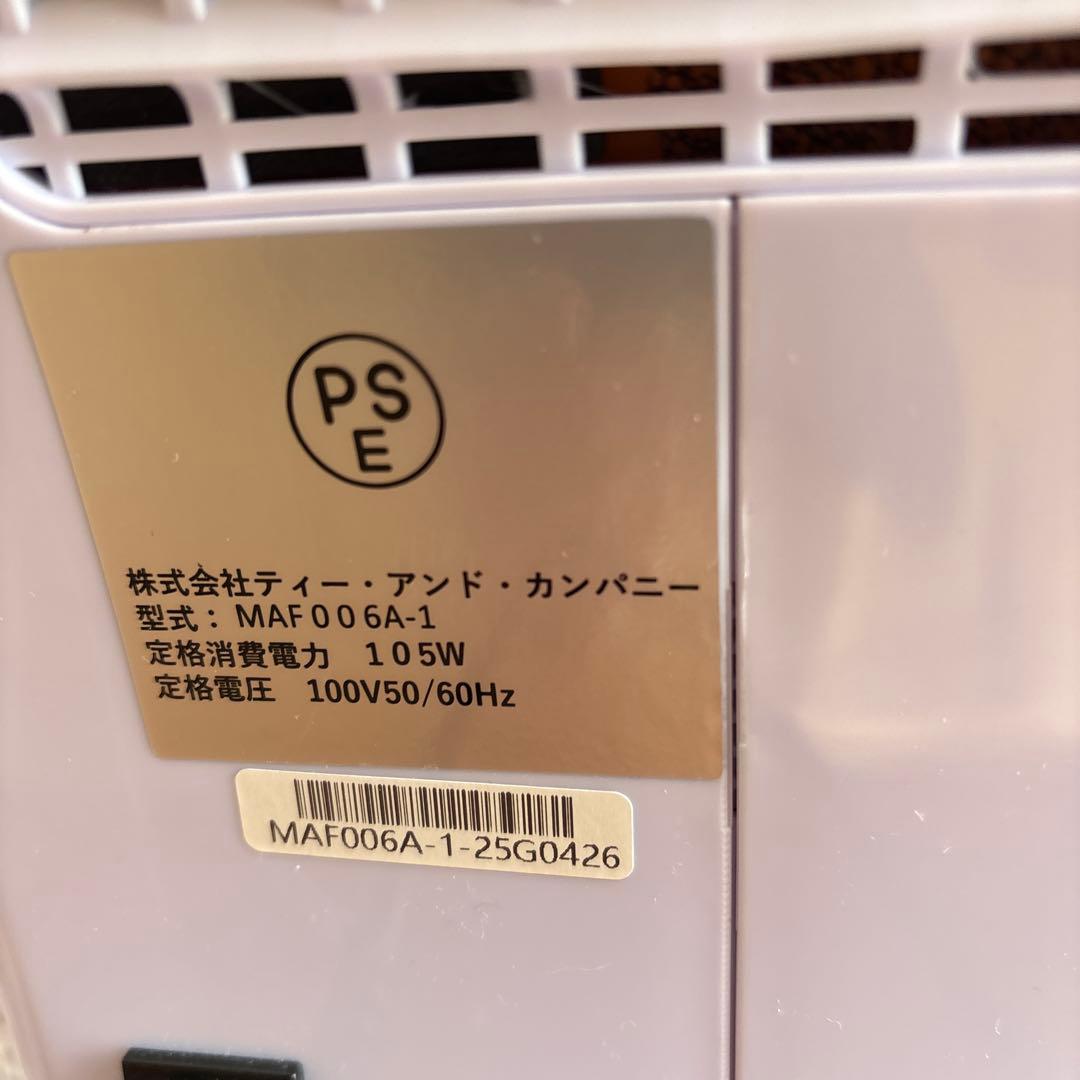 PS
E
株式会社ティー・アンド・カンパニー
型式：MAF００6A-1
定格消費電力　１０5W
定格電圧　100V50/60Hz
MAF006A-1-25G0426